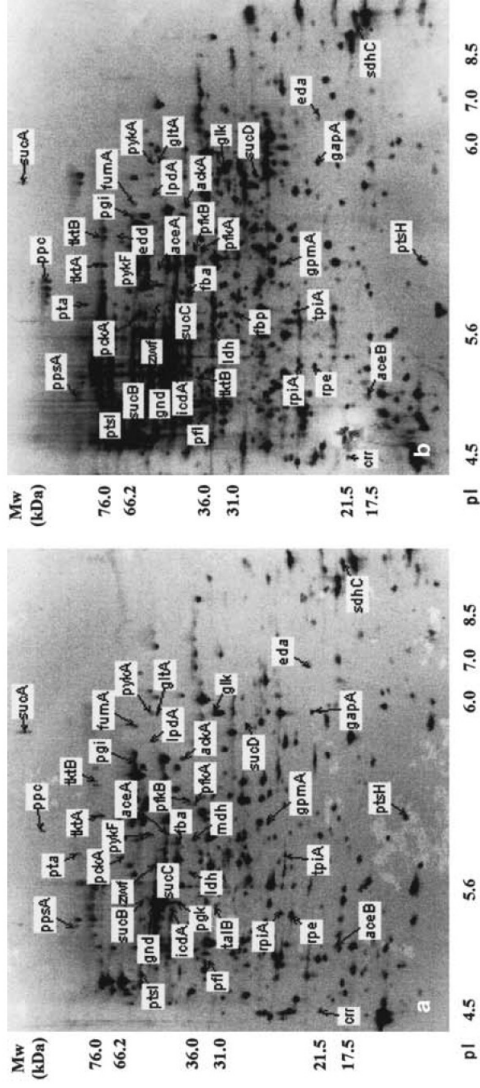 Mw
(kDa)
76.0
66.2
36.0
31.0
21.5
17.5
pI
4.5
5.6
6.0
7.0
8.5
a
sucA
ppc
tktB
pta
tktA
ppsA
fumA
pgi
pykA
gltA
lpdA
aceA
pykF
pckA
zwf
sucB
gnd
ptsI
pfkB
ackA
pfkA
fba
mdh
sucC
ldh
pgk
icdA
talB
pfl
glk
sucD
gpmA
tpiA
rpiA
rpe
eda
gapA
sdhC
ptsH
aceB
crr
Mw
(kDa)
76.0
66.2
36.0
31.0
21.5
17.5
pI
4.5
5.6
6.0
7.0
8.5
b
sucA
ppc
tktB
tktA
pta
ppsA
fumA
pgi
edd
pykA
gltA
lpdA
aceA
pykF
pckA
zwf
sucB
gnd
ptsI
ackA
pfkB
pfkA
fba
sucC
ldh
icdA
tktB
pfl
glk
sucD
gpmA
fbp
tpiA
rpiA
rpe
eda
gapA
sdhC
ptsH
aceB
crr